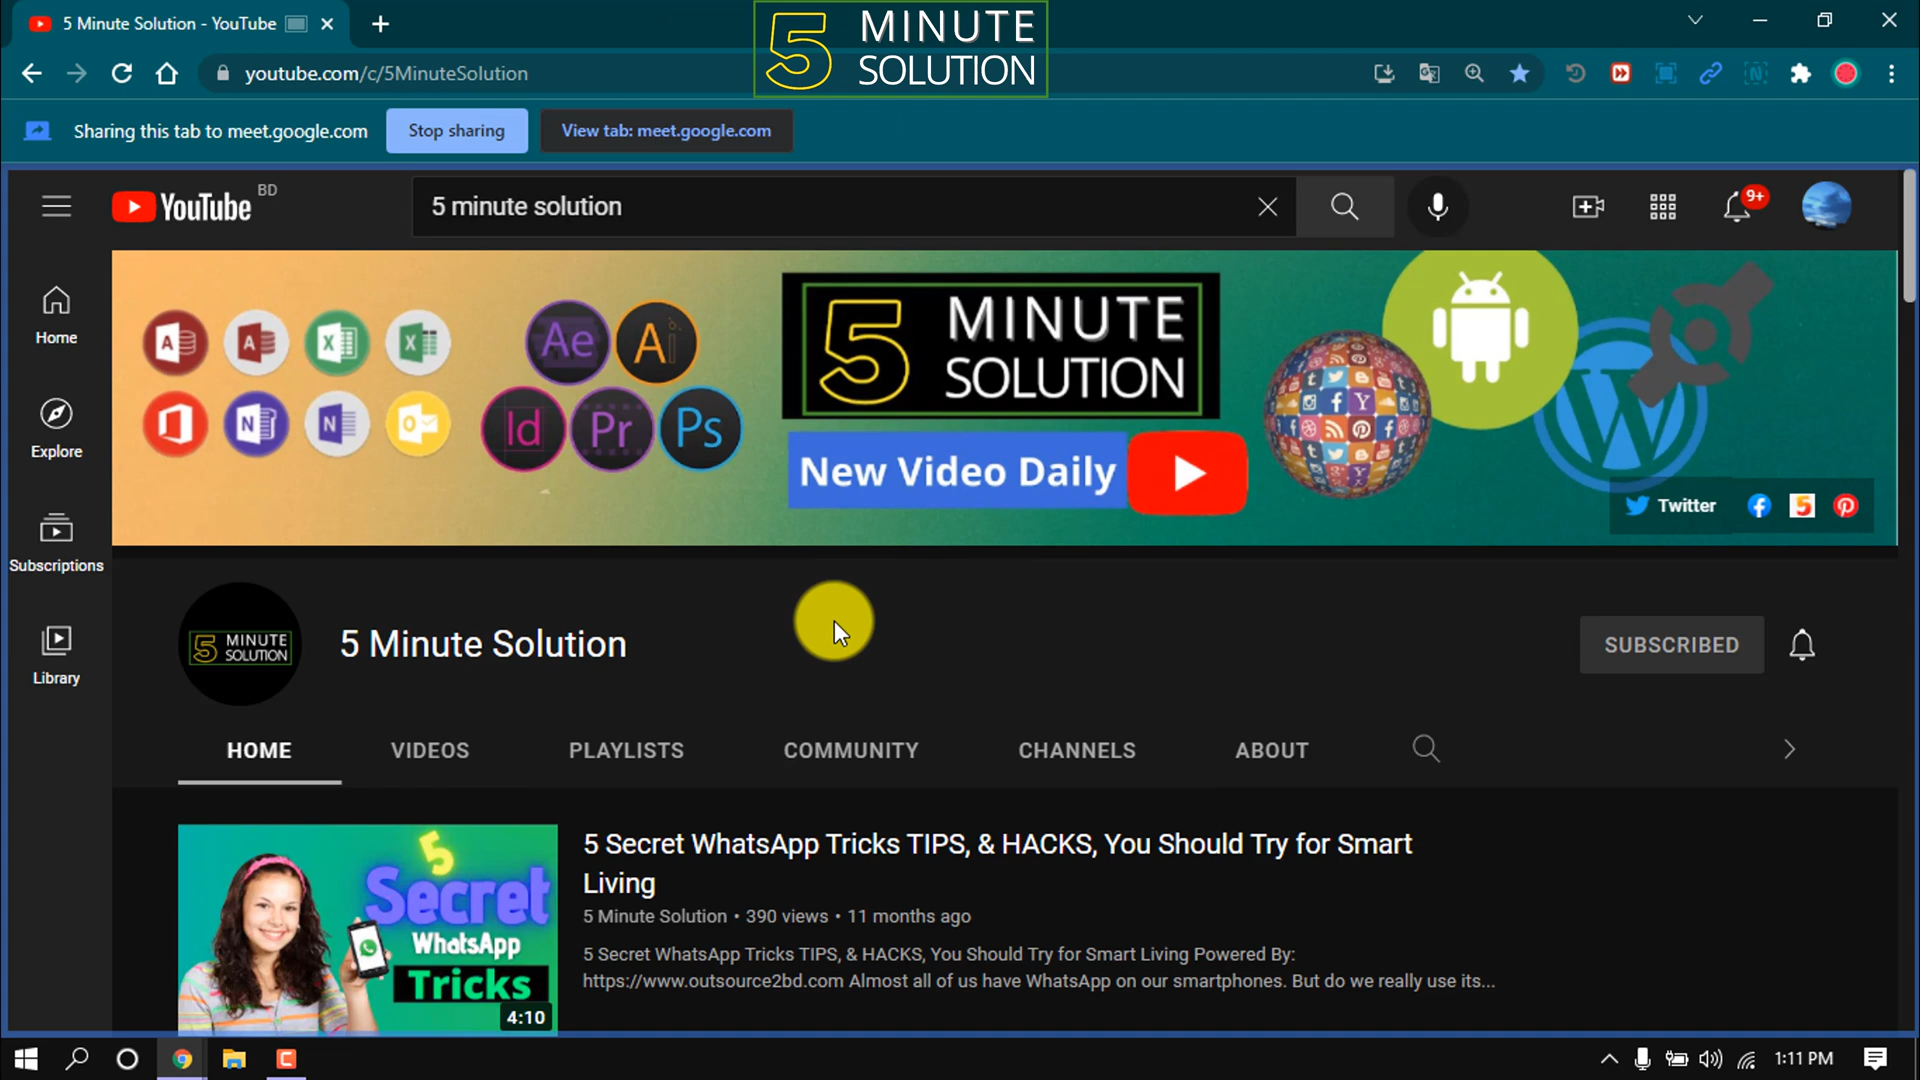 5 Minute Solution - YouTube
5 MINUTE
SOLUTION
youtube.com/c/5MinuteSolution
Sharing this tab to meet.google.com
Stop sharing
View tab: meet.google.com
YouTube BD
5 minute solution
9+
Home
Explore
Subscriptions
Library
Ae Ai
Id Pr Ps
5 MINUTE
SOLUTION
New Video Daily
Twitter
5 MINUTE
SOLUTION
5 Minute Solution
SUBSCRIBED
HOME VIDEOS PLAYLISTS COMMUNITY CHANNELS ABOUT
5
Secret
WhatsApp
Tricks
4:10
5 Secret WhatsApp Tricks TIPS, & HACKS, You Should Try for Smart
Living
5 Minute Solution • 390 views • 11 months ago
5 Secret WhatsApp Tricks TIPS, & HACKS, You Should Try for Smart Living Powered By:
https://www.outsource2bd.com Almost all of us have WhatsApp on our smartphones. But do we really use its...
1:11 PM